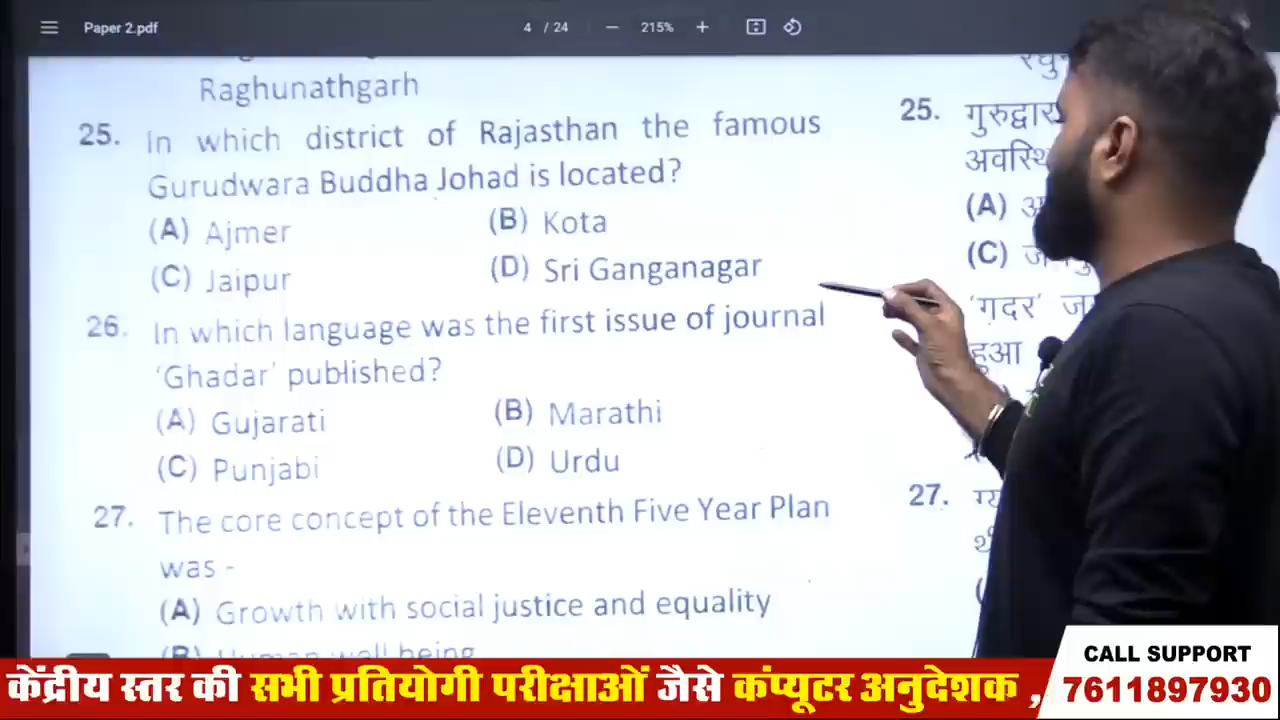 Paper 2.pdf
4 / 24
215%
Raghunathgarh
25. In which district of Rajasthan the famous
Gurudwara Buddha Johad is located?
(A) Ajmer
(B) Kota
(C) Jaipur
(D) Sri Ganganagar
26. In which language was the first issue of journal
'Ghadar' published?
(A) Gujarati
(B) Marathi
(C) Punjabi
(D) Urdu
27. The core concept of the Eleventh Five Year Plan
was -
(A) Growth with social justice and equality
(B) Human well being
25.
(A)
(C)
'ग़दर'
हुआ
27.
केंद्रीय स्तर की सभी प्रतियोगी परीक्षाओं जैसे कंप्यूटर अनुदेशक ,
CALL SUPPORT
7611897930